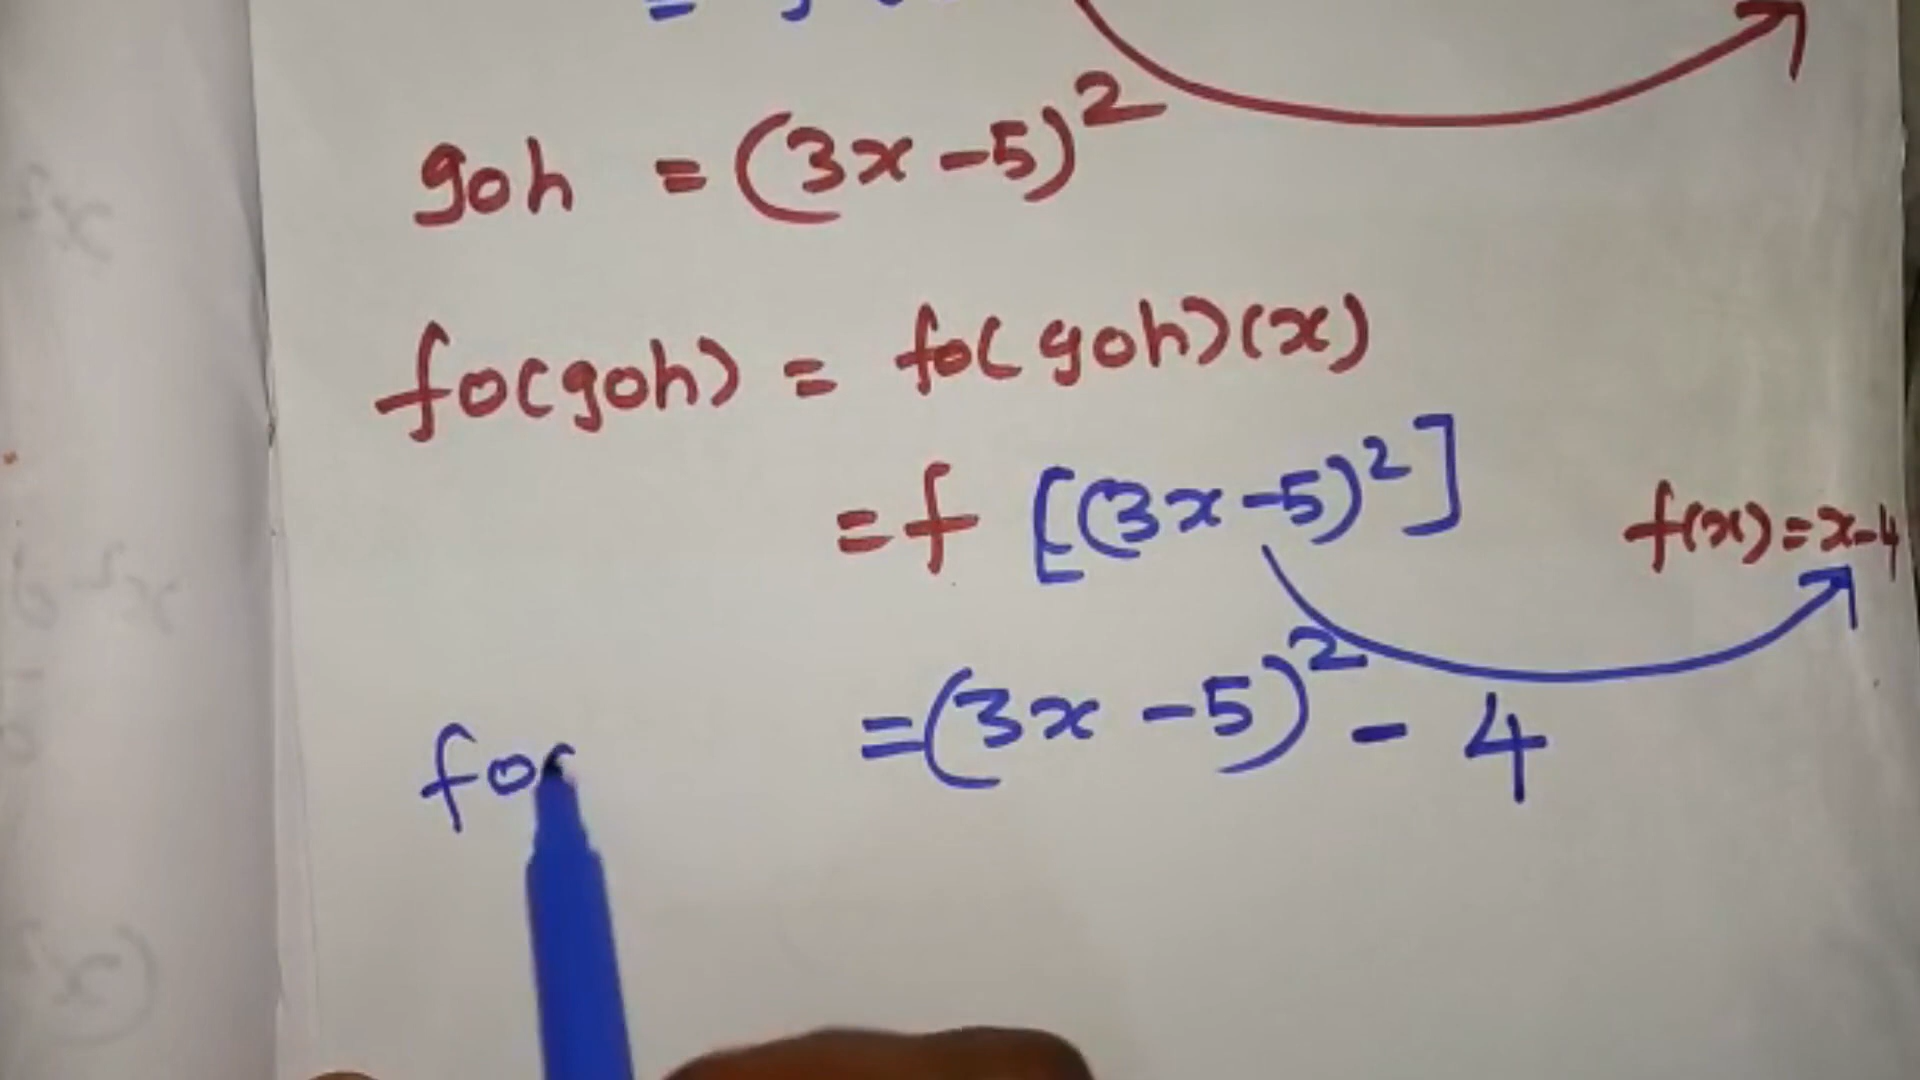 goh = (3x-5)²
fo(goh) = fo(goh)(x)
= f [(3x-5)²]
f(x)=x-4
= (3x-5)² - 4
fo(